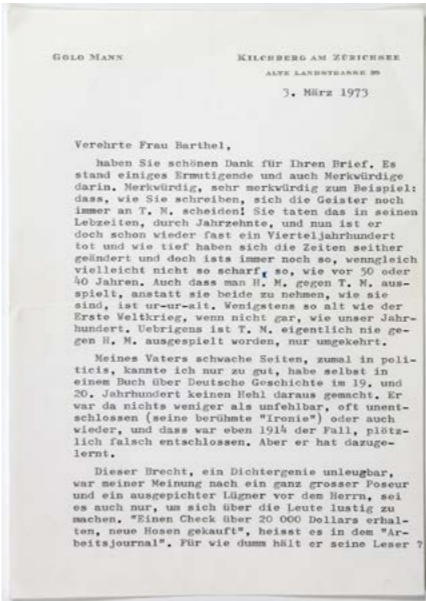 GOLO MANN
KILCHBERG AM ZÜRICHSEE
ALTE LANDSTRASSE 39
3. März 1973
Verehrte Frau Barthel,
haben Sie schönen Dank für Ihren Brief. Es
stand einiges Ermutigende und auch Merkwürdige
darin. Merkwürdig, sehr merkwürdig zum Beispiel:
dass, wie Sie schreiben, sich die Geister noch
immer an T. M. scheiden! Sie taten das in seinen
Lebzeiten, durch Jahrzehnte, und nun ist er
doch schon wieder fast ein Vierteljahrhundert
tot und wie tief haben sich die Zeiten seither
geändert und doch ists immer noch so, wenngleich
vielleicht nicht so scharf, so, wie vor 50 oder
40 Jahren. Auch dass man H. M. gegen T. M. aus-
spielt, anstatt sie beide zu nehmen, wie sie
sind, ist ur-ur-alt. Wenigstens so alt wie der
Erste Weltkrieg, wenn nicht gar, wie unser Jahr-
hundert. Uebrigens ist T. M. eigentlich nie ge-
gen H. M. ausgespielt worden, nur umgekehrt.
Meines Vaters schwache Seiten, zumal in poli-
ticis, kannte ich nur zu gut, habe selbst in
einem Buch über Deutsche Geschichte im 19. und
20. Jahrhundert keinen Hehl daraus gemacht. Er
war da nichts weniger als unfehlbar, oft unent-
schlossen (seine berühmte "Ironie") oder auch
wieder, und dass war eben 1914 der Fall, plötz-
lich falsch entschlossen. Aber er hat dazuge-
lernt.
Dieser Brecht, ein Dichtergenie unleugbar,
war meiner Meinung nach ein ganz grosser Poseur
und ein ausgepichter Lügner vor dem Herrn, sei
es auch nur, um sich über die Leute lustig zu
machen. "Einen Check über 20 000 Dollars erhal-
ten, neue Hosen gekauft", heisst es in dem "Ar-
beitsjournal". Für wie dumm hält er seine Leser ?